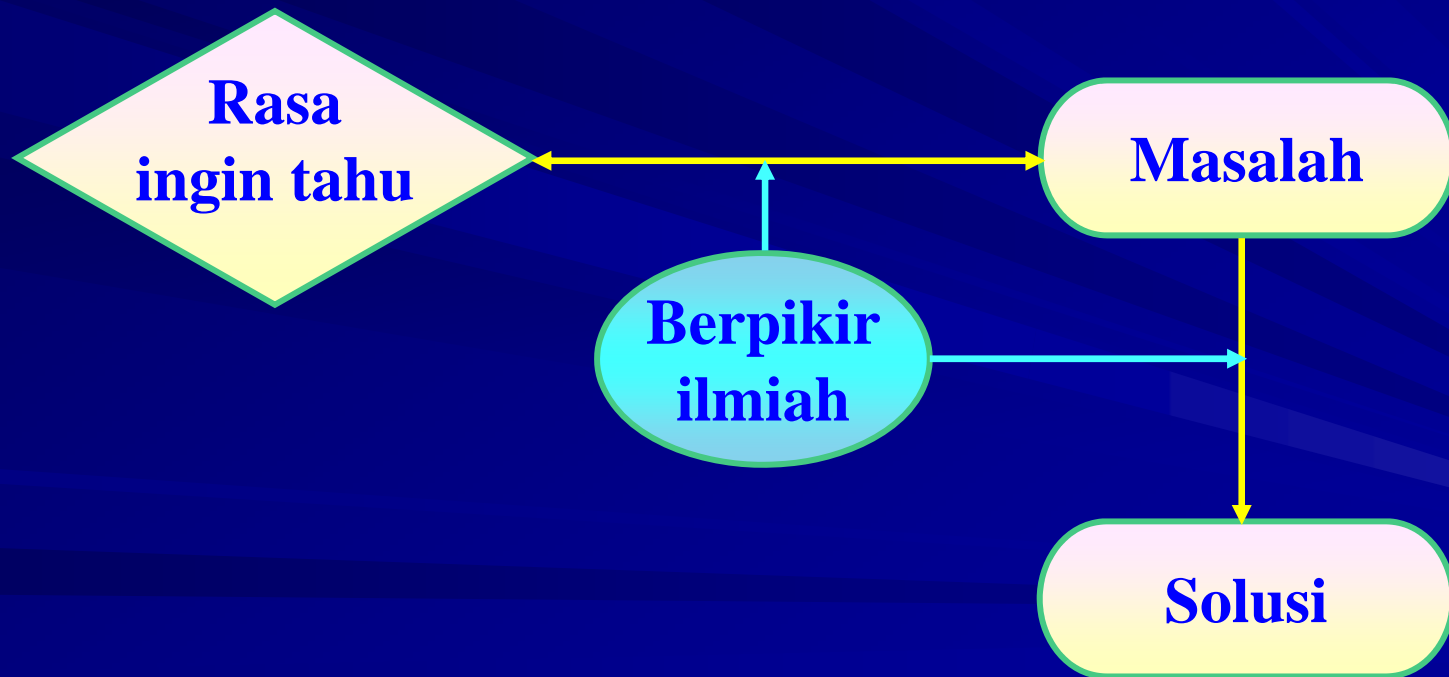 Rasa
ingin tahu
Masalah
Berpikir
ilmiah
Solusi